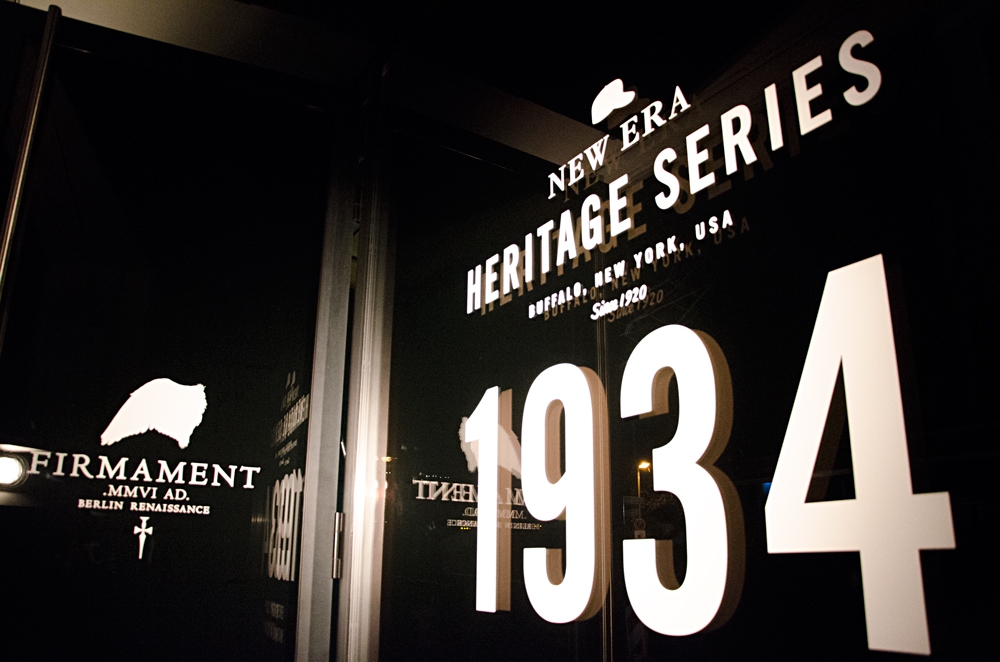 NEW ERA
HERITAGE SERIES
BUFFALO, NEW YORK, USA
Since 1920
1934
FIRMAMENT
.MMVI AD.
BERLIN RENAISSANCE